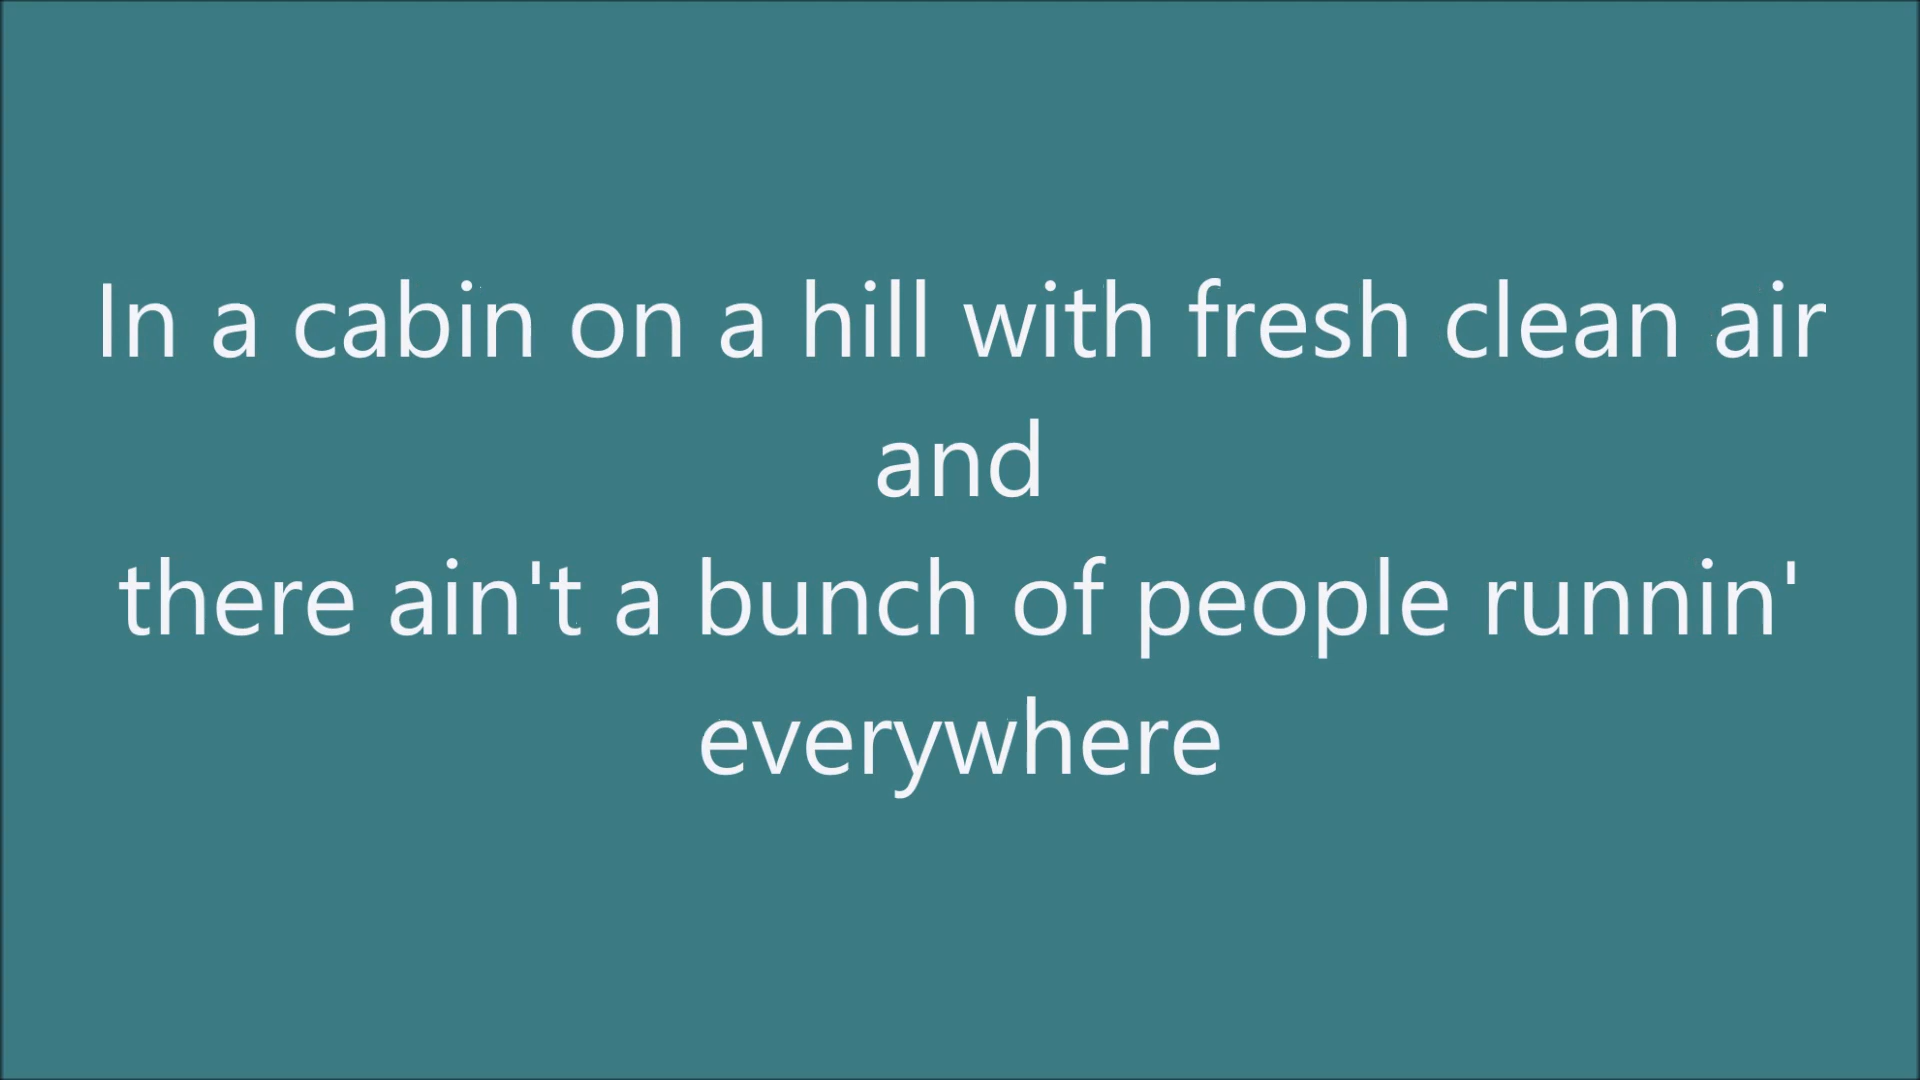 In a cabin on a hill with fresh clean air
and
there ain't a bunch of people runnin'
everywhere